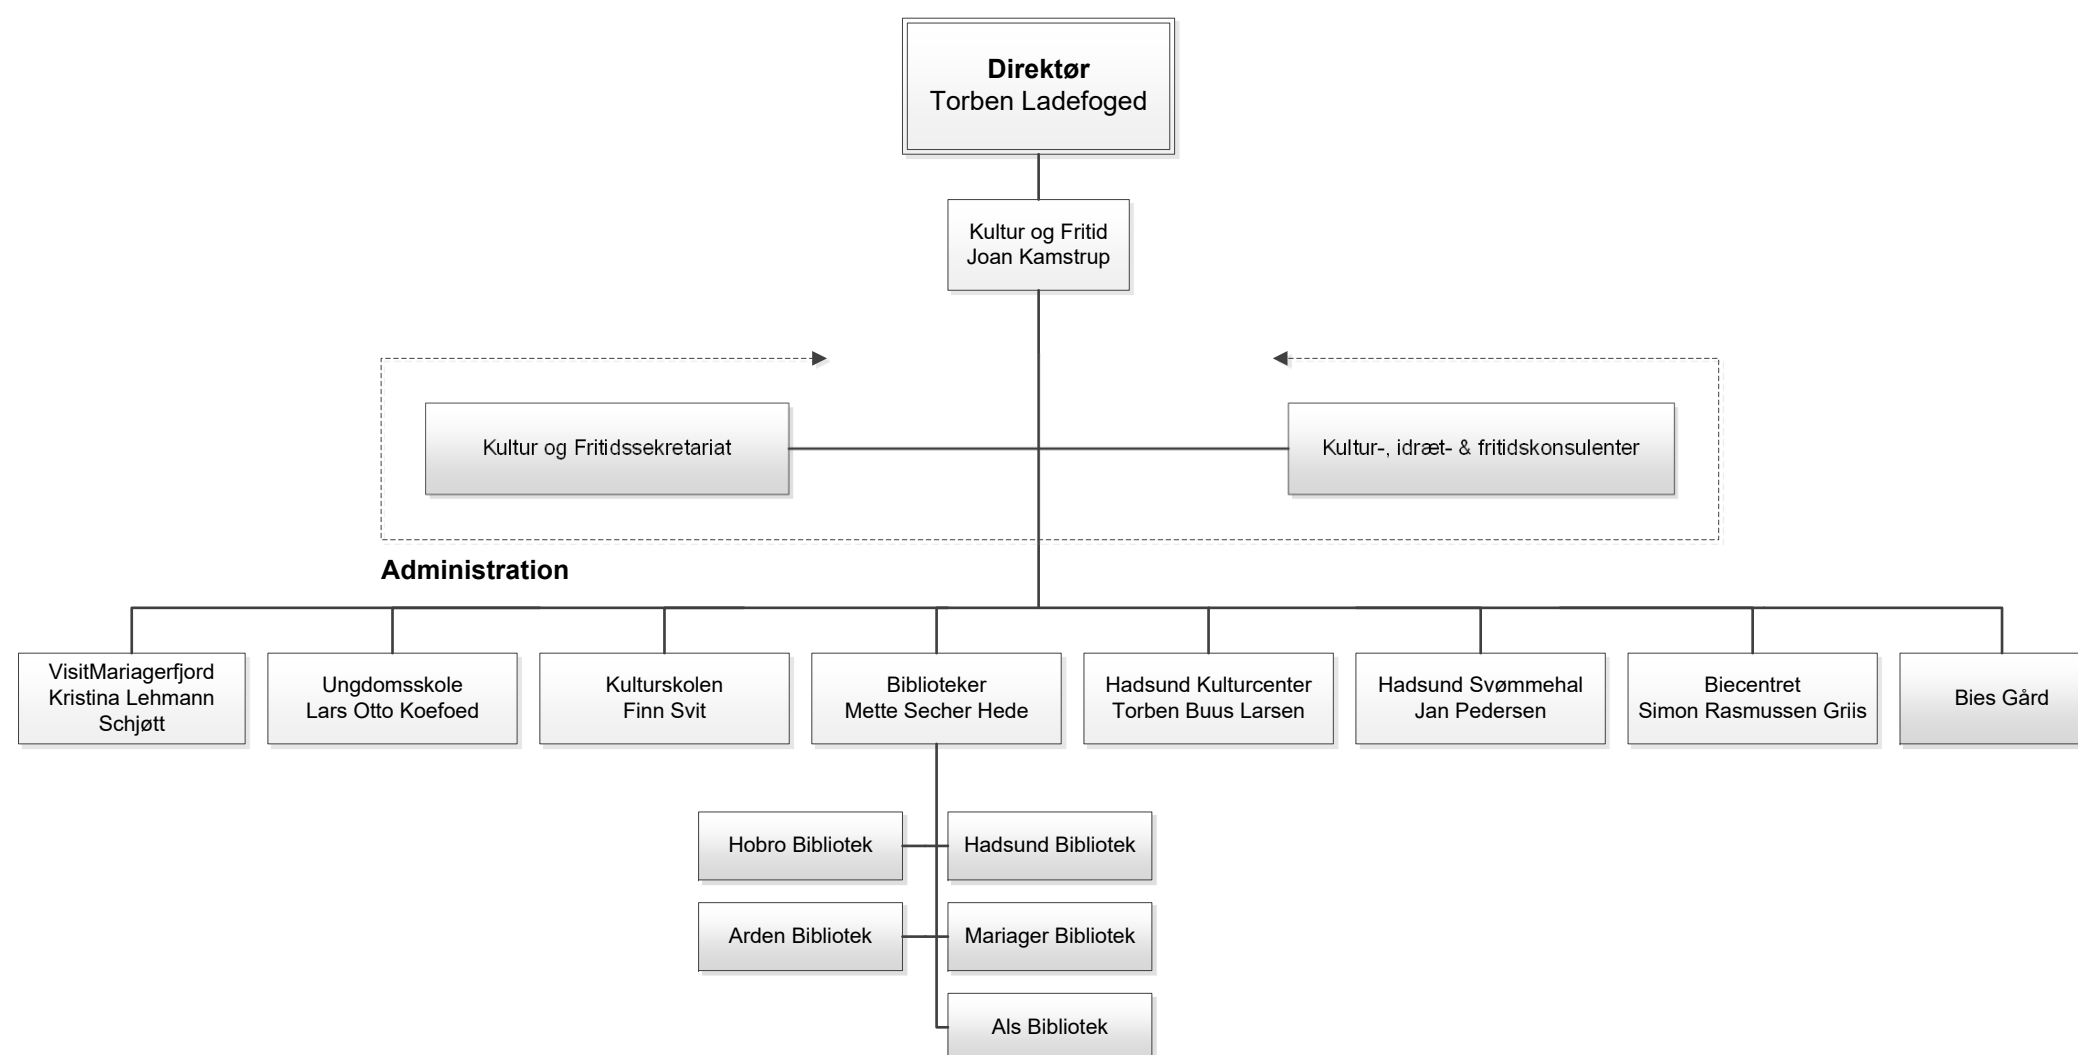 Direktør
Torben Ladefoged
Kultur og Fritid
Joan Kamstrup
Kultur og Fritidssekretariat
Kultur-, idræt- & fritidskonsulenter
Administration
VisitMariagerfjord
Kristina Lehmann
Schjøtt
Ungdomsskole
Lars Otto Koefoed
Kulturskolen
Finn Svit
Biblioteker
Mette Secher Hede
Hadsund Kulturcenter
Torben Buus Larsen
Hadsund Svømmehal
Jan Pedersen
Biecentret
Simon Rasmussen Griis
Bies Gård
Hobro Bibliotek
Hadsund Bibliotek
Arden Bibliotek
Mariager Bibliotek
Als Bibliotek